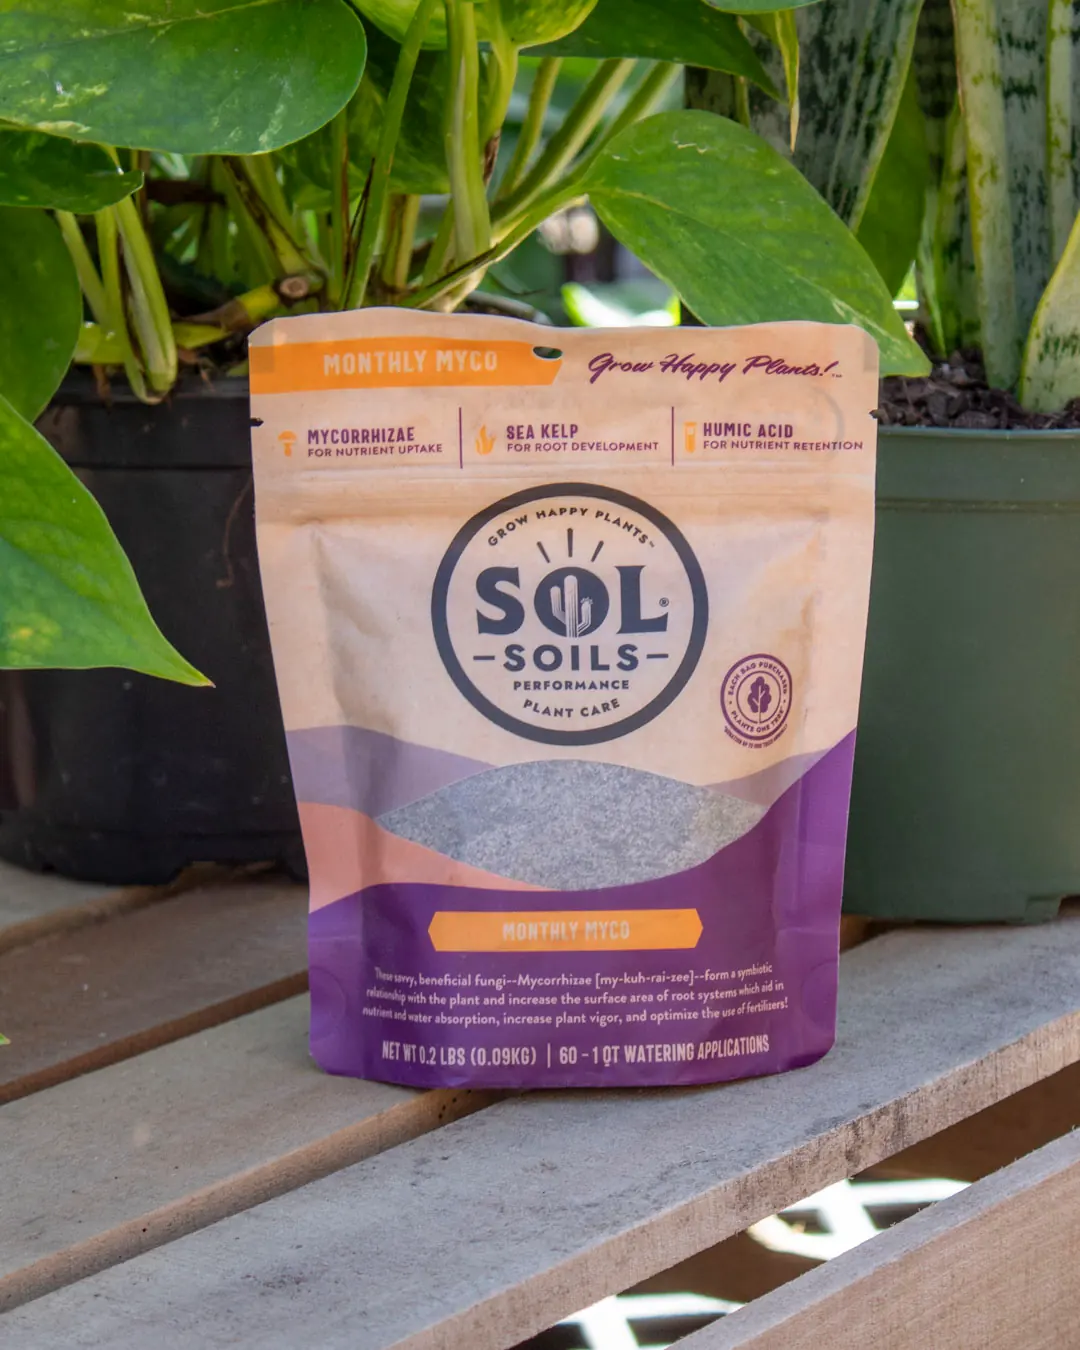 MONTHLY MYCO
Grow Happy Plants!™
MYCORRHIZAE
FOR NUTRIENT UPTAKE
SEA KELP
FOR ROOT DEVELOPMENT
HUMIC ACID
FOR NUTRIENT RETENTION
GROW HAPPY PLANTS™
SOL®
SOILS
PERFORMANCE
PLANT CARE
EACH BAG PURCHASED
PLANTS ONE TREE*
MONTHLY MYCO
These savvy, beneficial fungi--Mycorrhizae [my-kuh-rai-zee]--form a symbiotic
relationship with the plant and increase the surface area of root systems which aid in
nutrient and water absorption, increase plant vigor, and optimize the use of fertilizers!
NET WT 0.2 LBS (0.09KG) | 60 - 1 QT WATERING APPLICATIONS